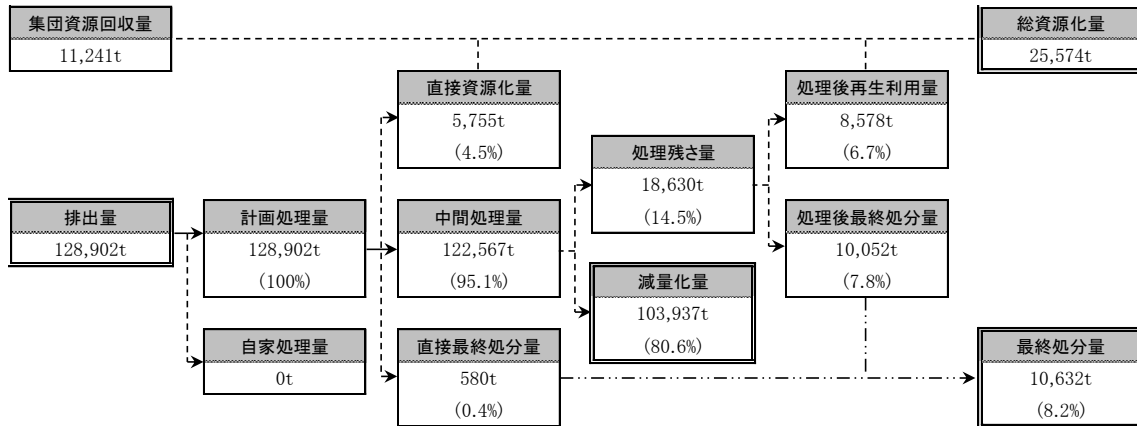 集団資源回収量
11,241t
総資源化量
25,574t
直接資源化量
5,755t
(4.5%)
処理後再生利用量
8,578t
(6.7%)
処理残さ量
18,630t
(14.5%)
排出量
128,902t
計画処理量
128,902t
(100%)
中間処理量
122,567t
(95.1%)
処理後最終処分量
10,052t
(7.8%)
減量化量
103,937t
(80.6%)
自家処理量
0t
直接最終処分量
580t
(0.4%)
最終処分量
10,632t
(8.2%)